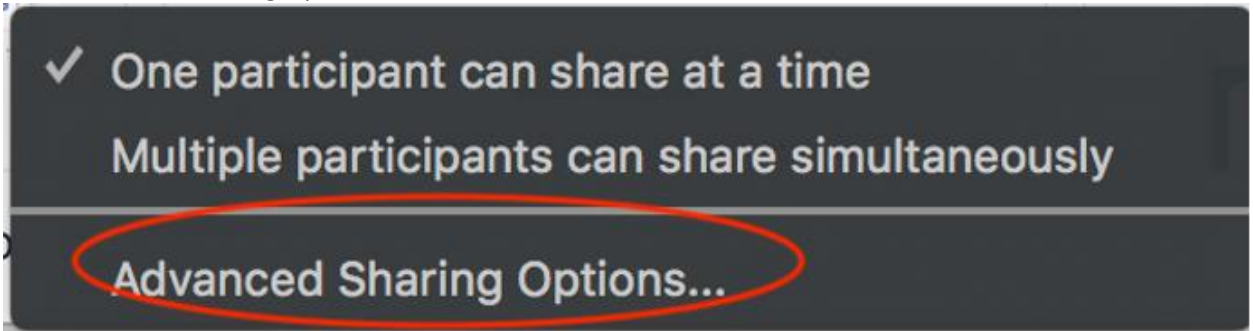 One participant can share at a time
Multiple participants can share simultaneously
Advanced Sharing Options...